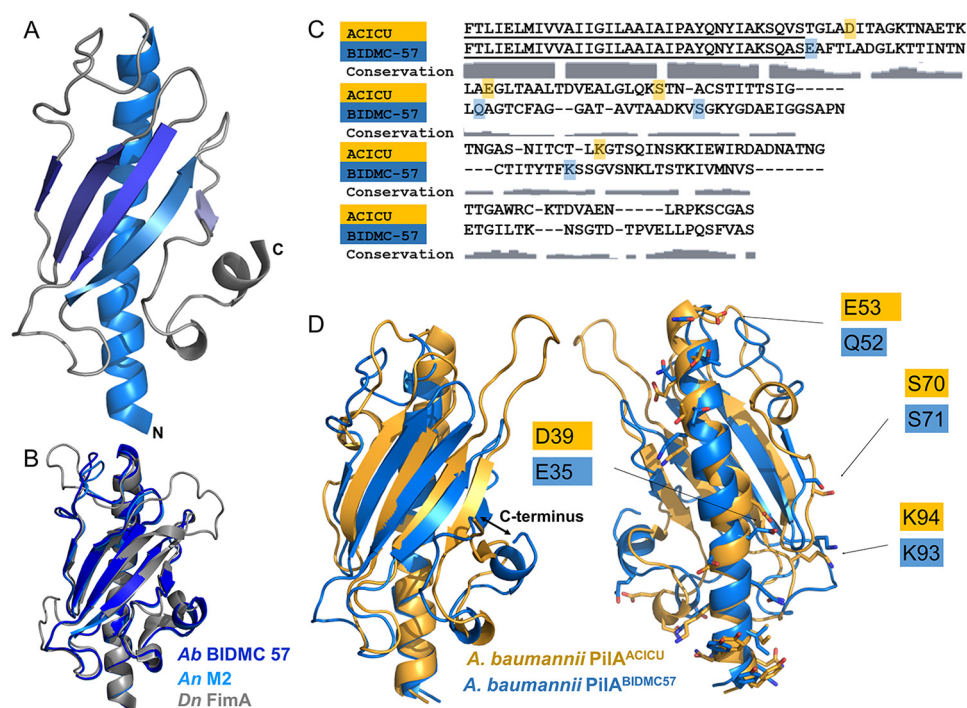 A
C
N
B
Ab BIDMC 57
An M2
Dn FimA
C
ACICU FTLIELMIVVAIIGILAAIAIPAYQNYIAKSQVSTGLADITAGKTNAETK
BIDMC-57 FTLIELMIVVAIIGILAAIAIPAYQNYIAKSQASEAFTLADGLKTTINTN
Conservation
ACICU LAEGLTAALTDVEALGLQKSTN-ACSTITTSIG------
BIDMC-57 LQAGTCFAG--GAT-AVTAADKVSGKYGDAEIGGSAPN
Conservation
ACICU TNGAS-NITCT-LKGTSQINSKKIEWIRDADNATNG
BIDMC-57 ---CTITYTFKSSGVSNKLTSTKIVMNVS-------
Conservation
ACICU TTGAWRC-KTDVAEN-----LRPKSCGAS
BIDMC-57 ETGILTK--NSGTD-TPVELLPQSFVAS
Conservation
D
E53
Q52
S70
S71
D39
E35
C-terminus
K94
K93
A. baumannii PilAACICU
A. baumannii PilABIDMC57